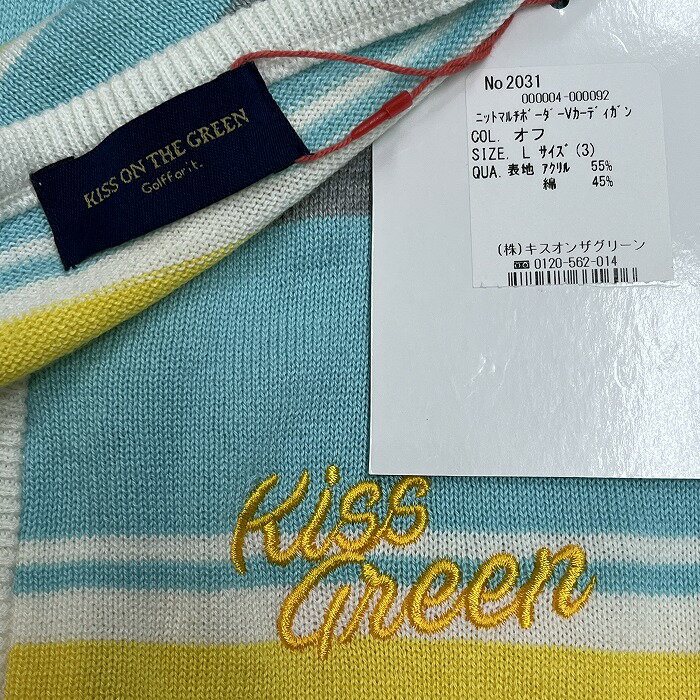 KISS ON THE GREEN
Golf for it.
No 2031
000004-000092
ニットマルチボーダーVカーディガン
COL. オフ
SIZE. L サイズ(3)
QUA. 表地 アクリル 55%
綿 45%
(株)キスオンザグリーン
0120-562-014
Kiss
Green